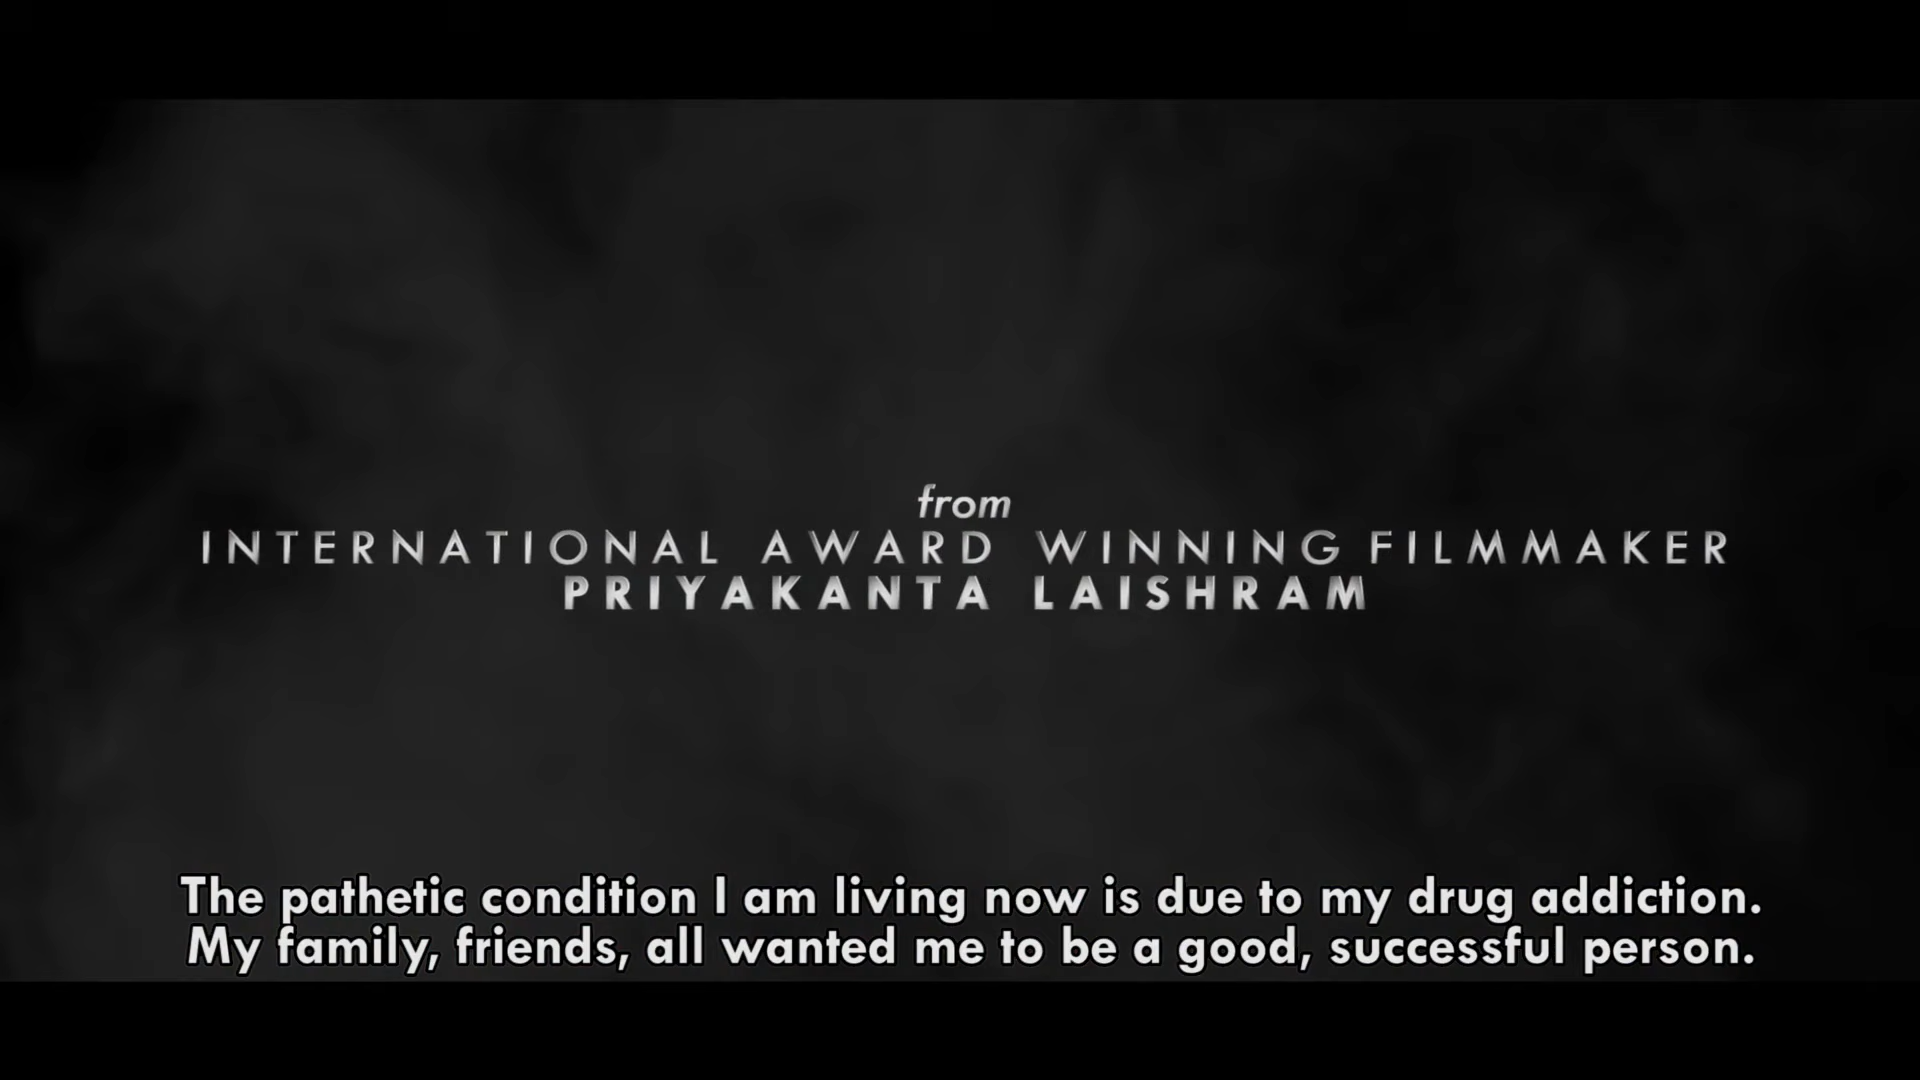 from
INTERNATIONAL AWARD WINNING FILMMAKER
PRIYAKANTA LAISHRAM
The pathetic condition I am living now is due to my drug addiction.
My family, friends, all wanted me to be a good, successful person.